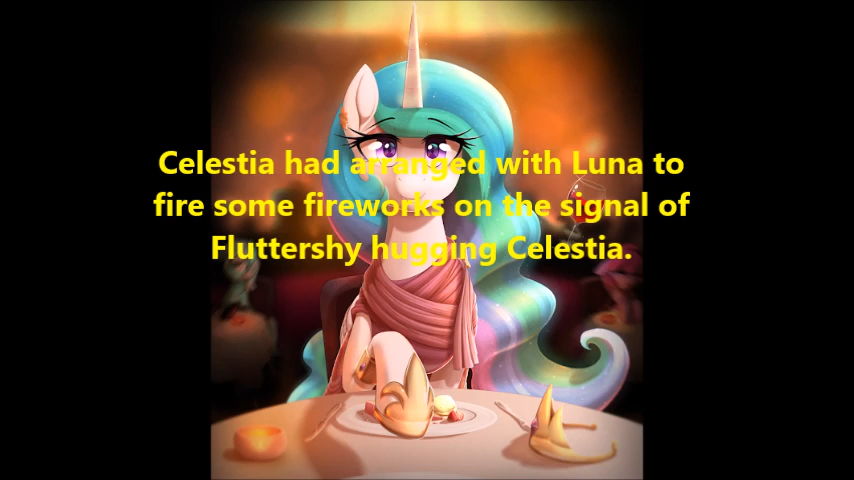 Celestia had arranged with Luna to
fire some fireworks on the signal of
Fluttershy hugging Celestia.